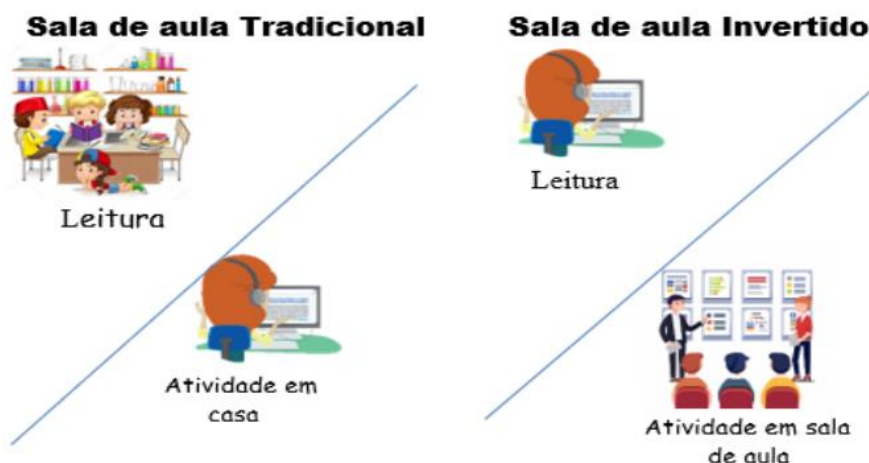 Sala de aula Tradicional
Leitura
Atividade em
casa
Sala de aula Invertido
Leitura
Atividade em sala
de aula